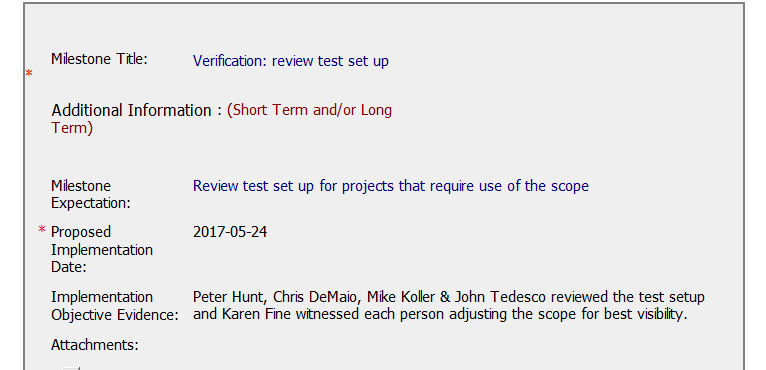 Milestone Title: Verification: review test set up
*
Additional Information : (Short Term and/or Long
Term)
Milestone Review test set up for projects that require use of the scope
Expectation:
* Proposed 2017-05-24
Implementation
Date:
Implementation Peter Hunt, Chris DeMaio, Mike Koller & John Tedesco reviewed the test setup
Objective Evidence: and Karen Fine witnessed each person adjusting the scope for best visibility.
Attachments: